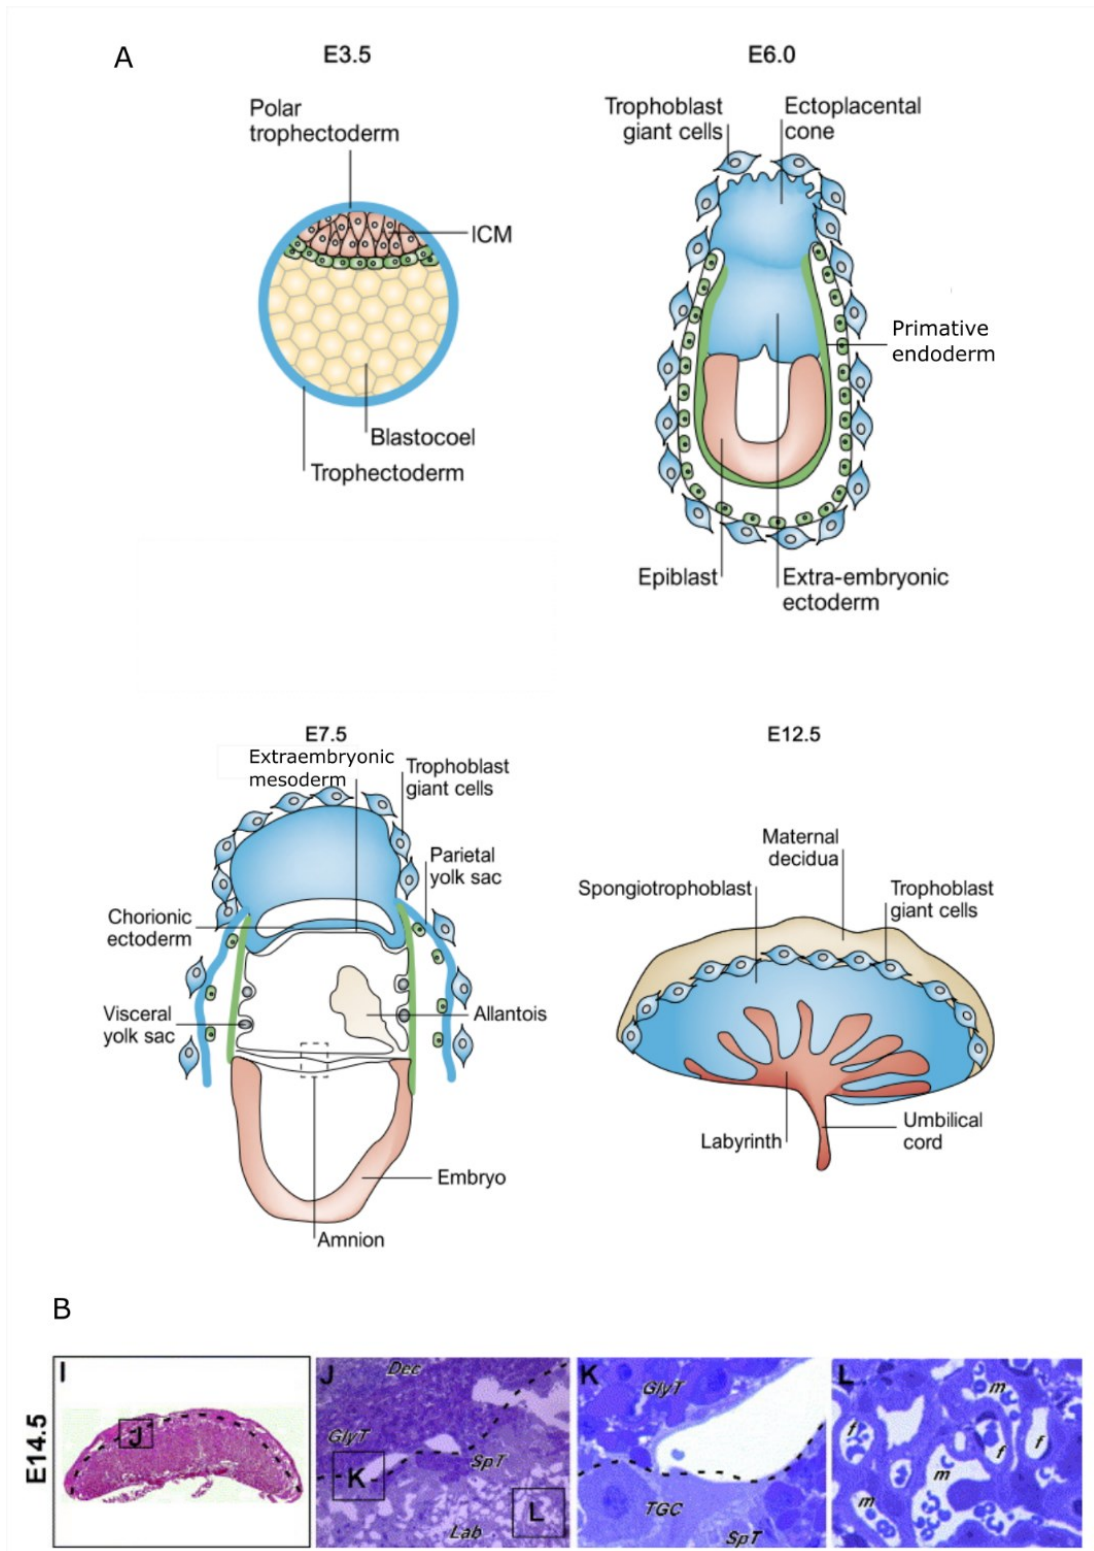 A
E3.5
Polar
trophectoderm
ICM
Blastocoel
Trophectoderm
E6.0
Trophoblast
giant cells
Ectoplacental
cone
Primative
endoderm
Epiblast
Extra-embryonic
ectoderm
E7.5
Extraembryonic
mesoderm
Trophoblast
giant cells
Parietal
yolk sac
Chorionic
ectoderm
Visceral
yolk sac
Allantois
Embryo
Amnion
E12.5
Maternal
decidua
Spongiotrophoblast
Trophoblast
giant cells
Labyrinth
Umbilical
cord
B
E14.5
I
J
J
Dec
GlyT
SpT
K
L
Lab
K
GlyT
TGC
SpT
L
m
f
f
f
m
m